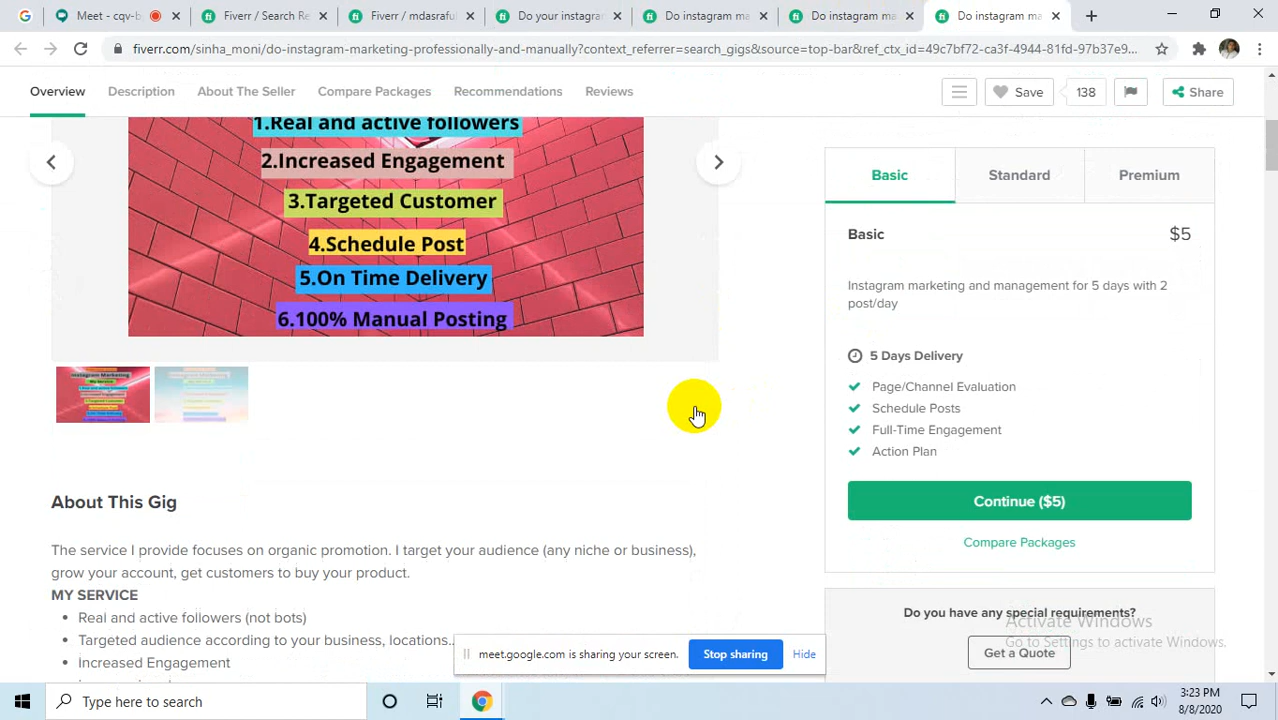 Meet - cqv-b
Fiverr / Search Re
Fiverr / mdasraful
Do your instagram
Do instagram ma
Do instagram ma
Do instagram ma
fiverr.com/sinha_moni/do-instagram-marketing-professionally-and-manually?context_referrer=search_gigs&source=top-bar&ref_ctx_id=49c7bf72-ca3f-4944-81fd-97b37e9...
Overview
Description
About The Seller
Compare Packages
Recommendations
Reviews
Save
138
Share
1.Real and active followers
2.Increased Engagement
3.Targeted Customer
4.Schedule Post
5.On Time Delivery
6.100% Manual Posting
Basic
Standard
Premium
Basic
$5
Instagram marketing and management for 5 days with 2
post/day
5 Days Delivery
Page/Channel Evaluation
Schedule Posts
Full-Time Engagement
Action Plan
Continue ($5)
Compare Packages
About This Gig
The service I provide focuses on organic promotion. I target your audience (any niche or business),
grow your account, get customers to buy your product.
MY SERVICE
Real and active followers (not bots)
Targeted audience according to your business, locations..
Increased Engagement
Do you have any special requirements?
Get a Quote
Activate Windows
Go to Settings to activate Windows.
meet.google.com is sharing your screen.
Stop sharing
Hide
Type here to search
3:23 PM
8/8/2020